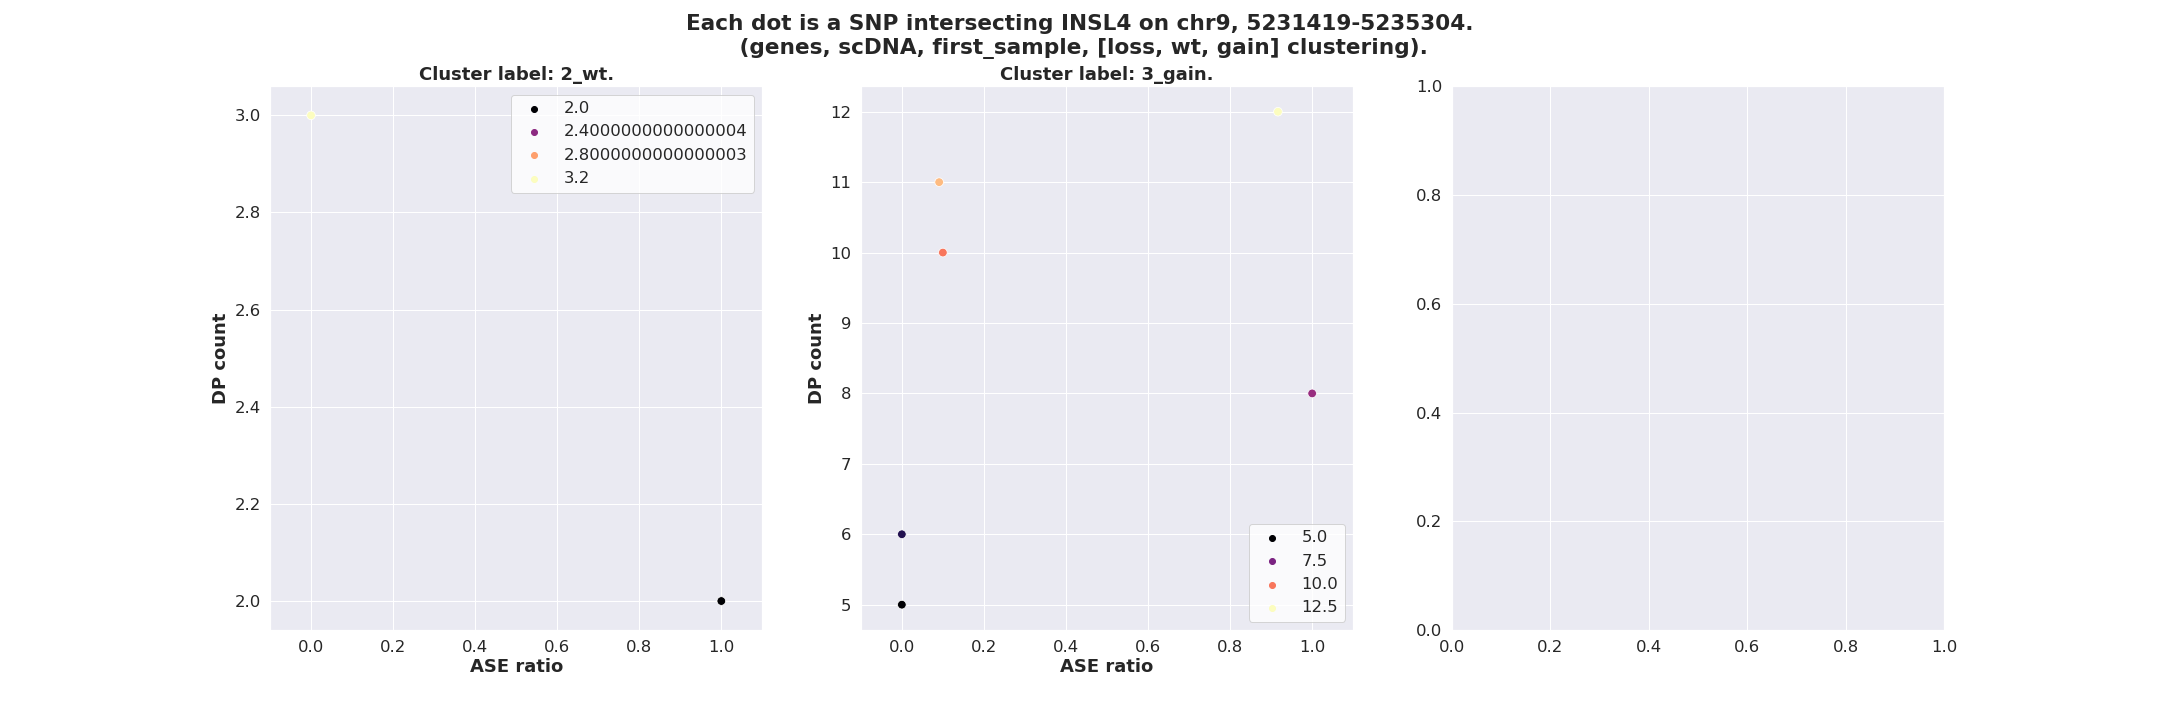 Each dot is a SNP intersecting INSL4 on chr9, 5231419-5235304.
(genes, scDNA, first_sample, [loss, wt, gain] clustering).
Cluster label: 2_wt.
3.0
2.8
2.6
2.4
2.2
2.0
DP count
2.0
2.4000000000000004
2.8000000000000003
3.2
0.0 0.2 0.4 0.6 0.8 1.0
ASE ratio
Cluster label: 3_gain.
12
11
10
9
8
7
6
5
DP count
5.0
7.5
10.0
12.5
0.0 0.2 0.4 0.6 0.8 1.0
ASE ratio
1.0
0.8
0.6
0.4
0.2
0.0
0.0 0.2 0.4 0.6 0.8 1.0